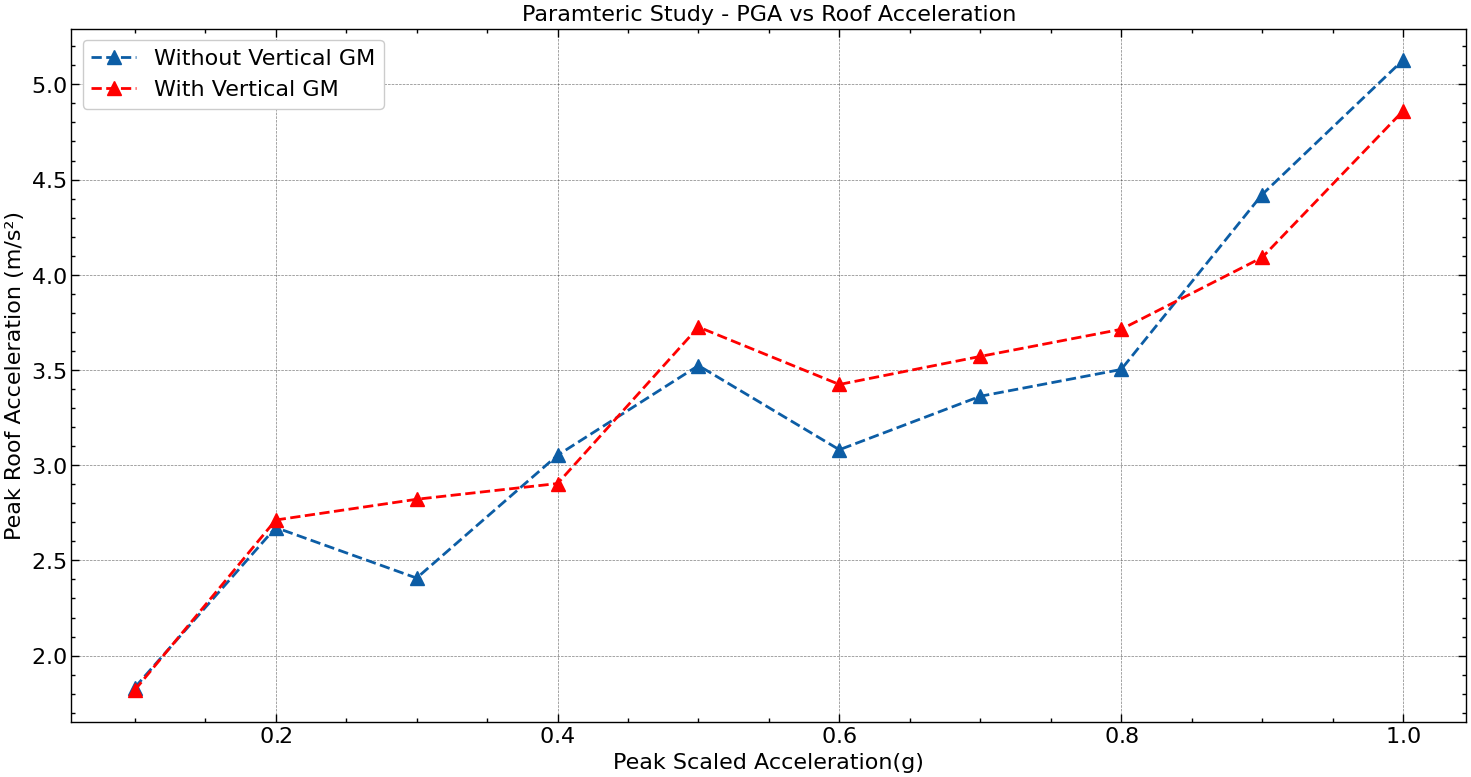 Paramteric Study - PGA vs Roof Acceleration
Without Vertical GM
With Vertical GM
Peak Roof Acceleration (m/s²)
5.0
4.5
4.0
3.5
3.0
2.5
2.0
0.2
0.4
0.6
0.8
1.0
Peak Scaled Acceleration(g)